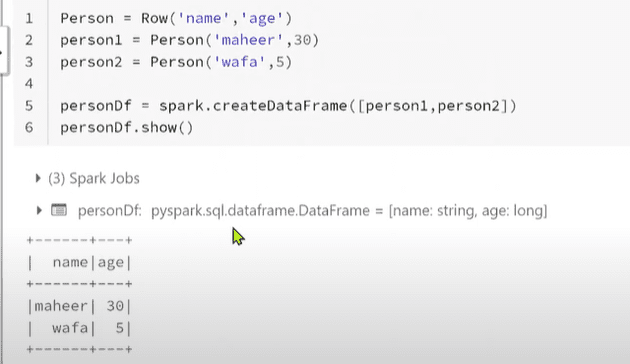 1 Person = Row('name','age')
2 person1 = Person('maheer',30)
3 person2 = Person('wafa',5)
4
5 personDf = spark.createDataFrame([person1,person2])
6 personDf.show()
(3) Spark Jobs
personDf: pyspark.sql.dataframe.DataFrame = [name: string, age: long]
+------+---+
|  name|age|
+------+---+
|maheer| 30|
|  wafa|  5|
+------+---+